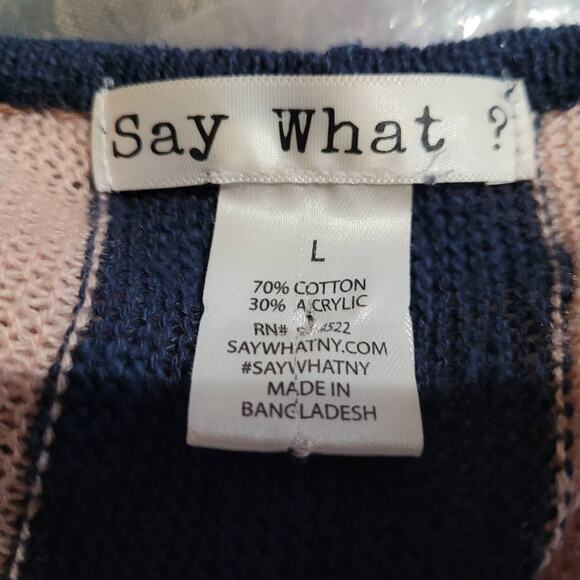 Say What ?
L
70% COTTON
30% ACRYLIC
RN#
SAYWHATNY.COM
#SAYWHATNY
MADE IN
BANGLADESH